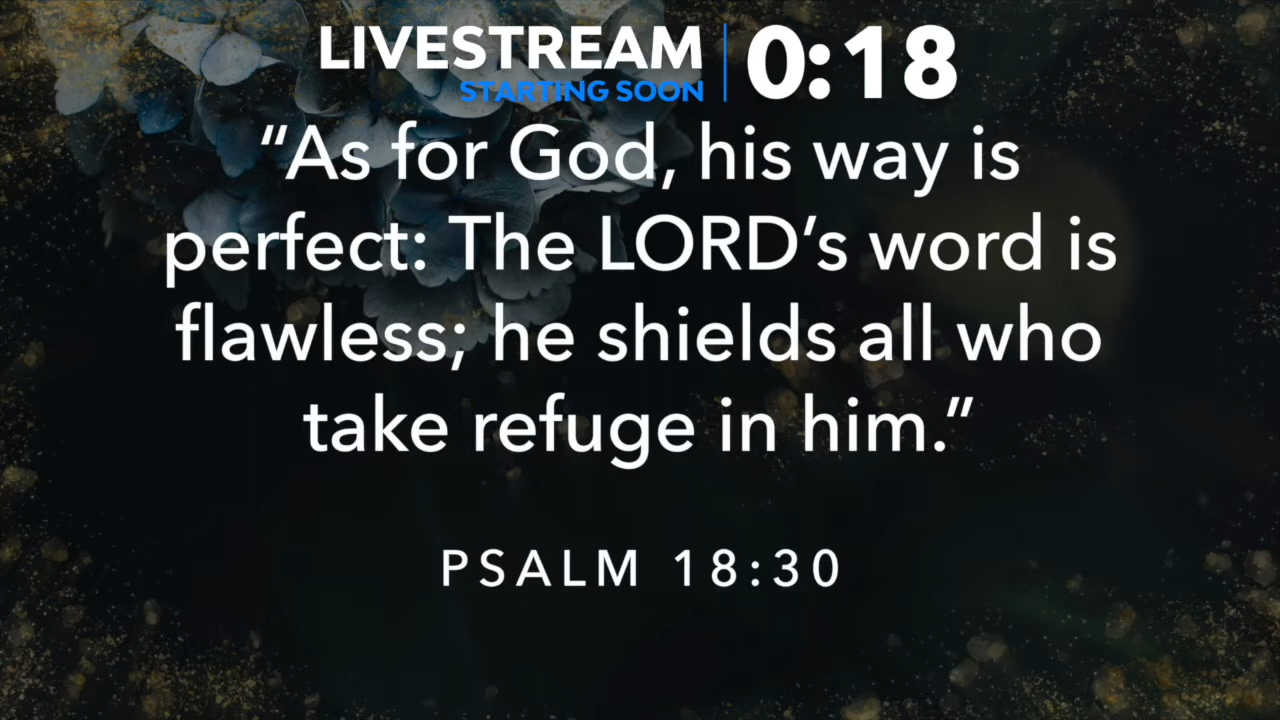 LIVESTREAM
STARTING SOON
0:18
“As for God, his way is
perfect: The LORD’s word is
flawless; he shields all who
take refuge in him.”
PSALM 18:30